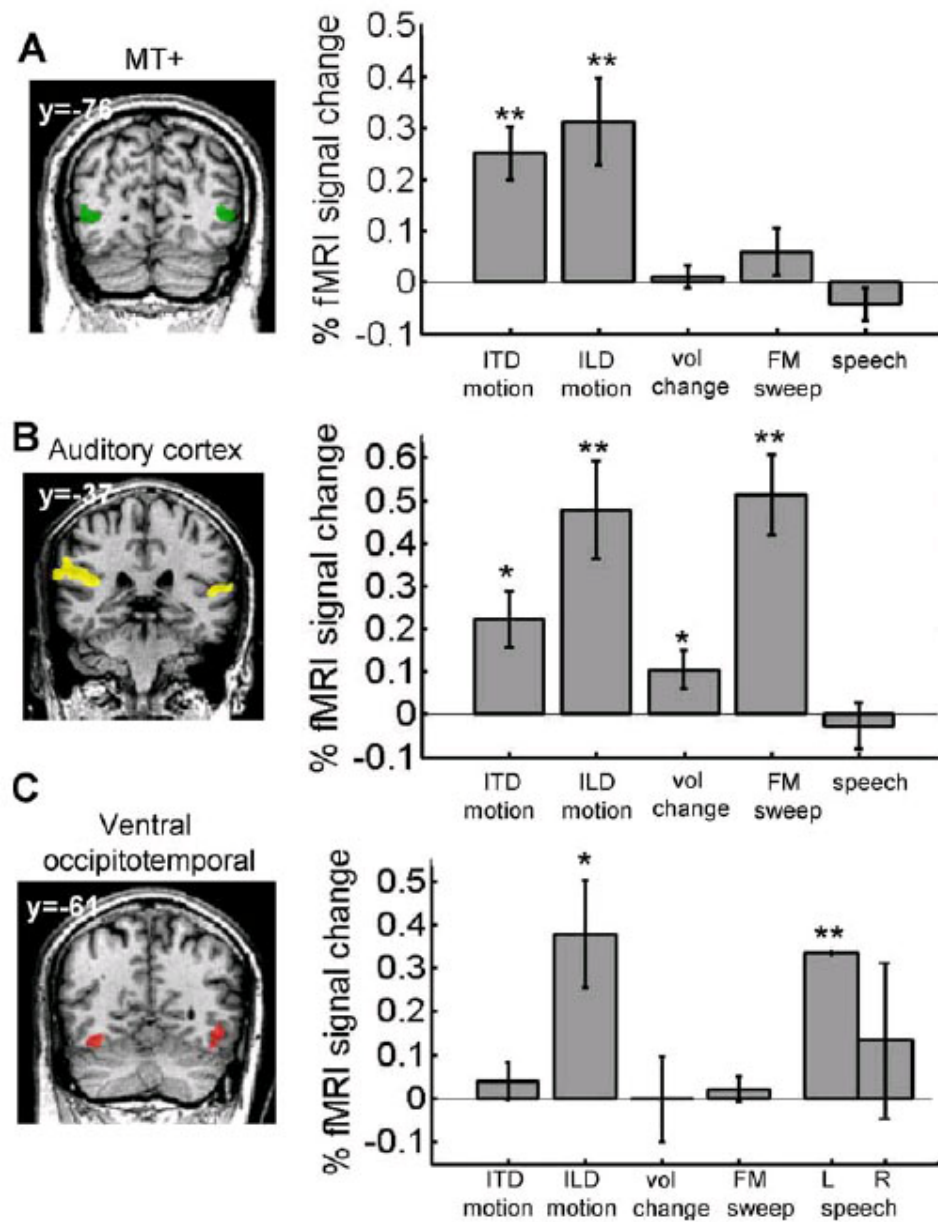 A
MT+
y=-76
% fMRI signal change
0.5
0.4
0.3
0.2
0.1
0
-0.1
**
**
ITD motion
ILD motion
vol change
FM sweep
speech
B
Auditory cortex
y=-37
% fMRI signal change
0.6
0.5
0.4
0.3
0.2
0.1
0
-0.1
*
**
*
**
ITD motion
ILD motion
vol change
FM sweep
speech
C
Ventral
occipitotemporal
y=-61
% fMRI signal change
0.5
0.4
0.3
0.2
0.1
0
-0.1
*
**
ITD motion
ILD motion
vol change
FM sweep
L R
speech